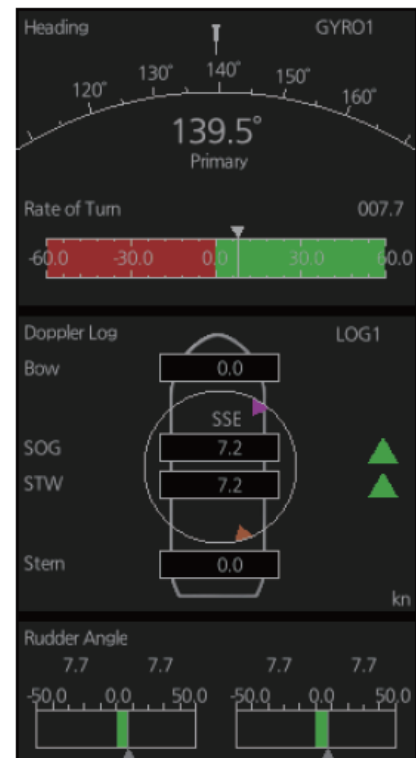 Heading GYRO1
120° 130° 140° 150° 160°
139.5°
Primary
Rate of Turn 007.7
-60.0 -30.0 0.0 30.0 60.0
Doppler Log LOG1
Bow 0.0
SSE
SOG 7.2
STW 7.2
Stern 0.0
kn
Rudder Angle
7.7 7.7 7.7 7.7
-50.0 0.0 50.0 -50.0 0.0 50.0